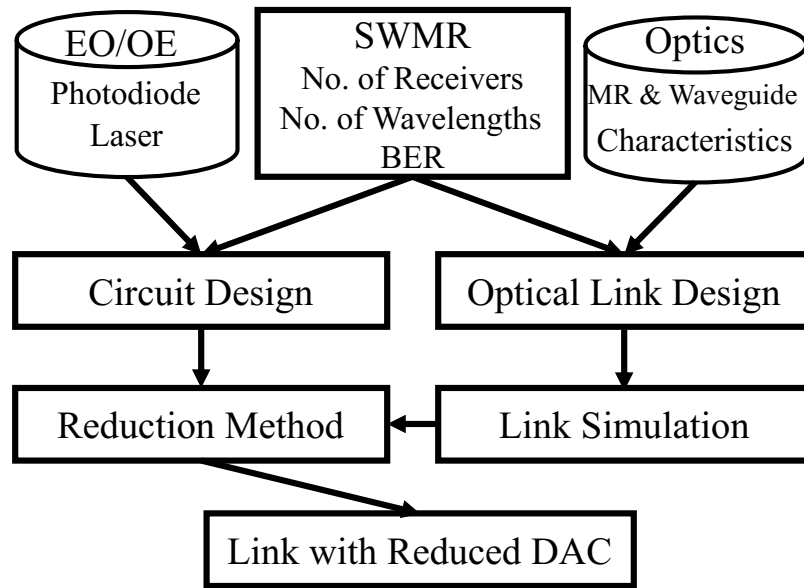 EO/OE
Photodiode
Laser
SWMR
No. of Receivers
No. of Wavelengths
BER
Optics
MR & Waveguide
Characteristics
Circuit Design
Optical Link Design
Reduction Method
Link Simulation
Link with Reduced DAC